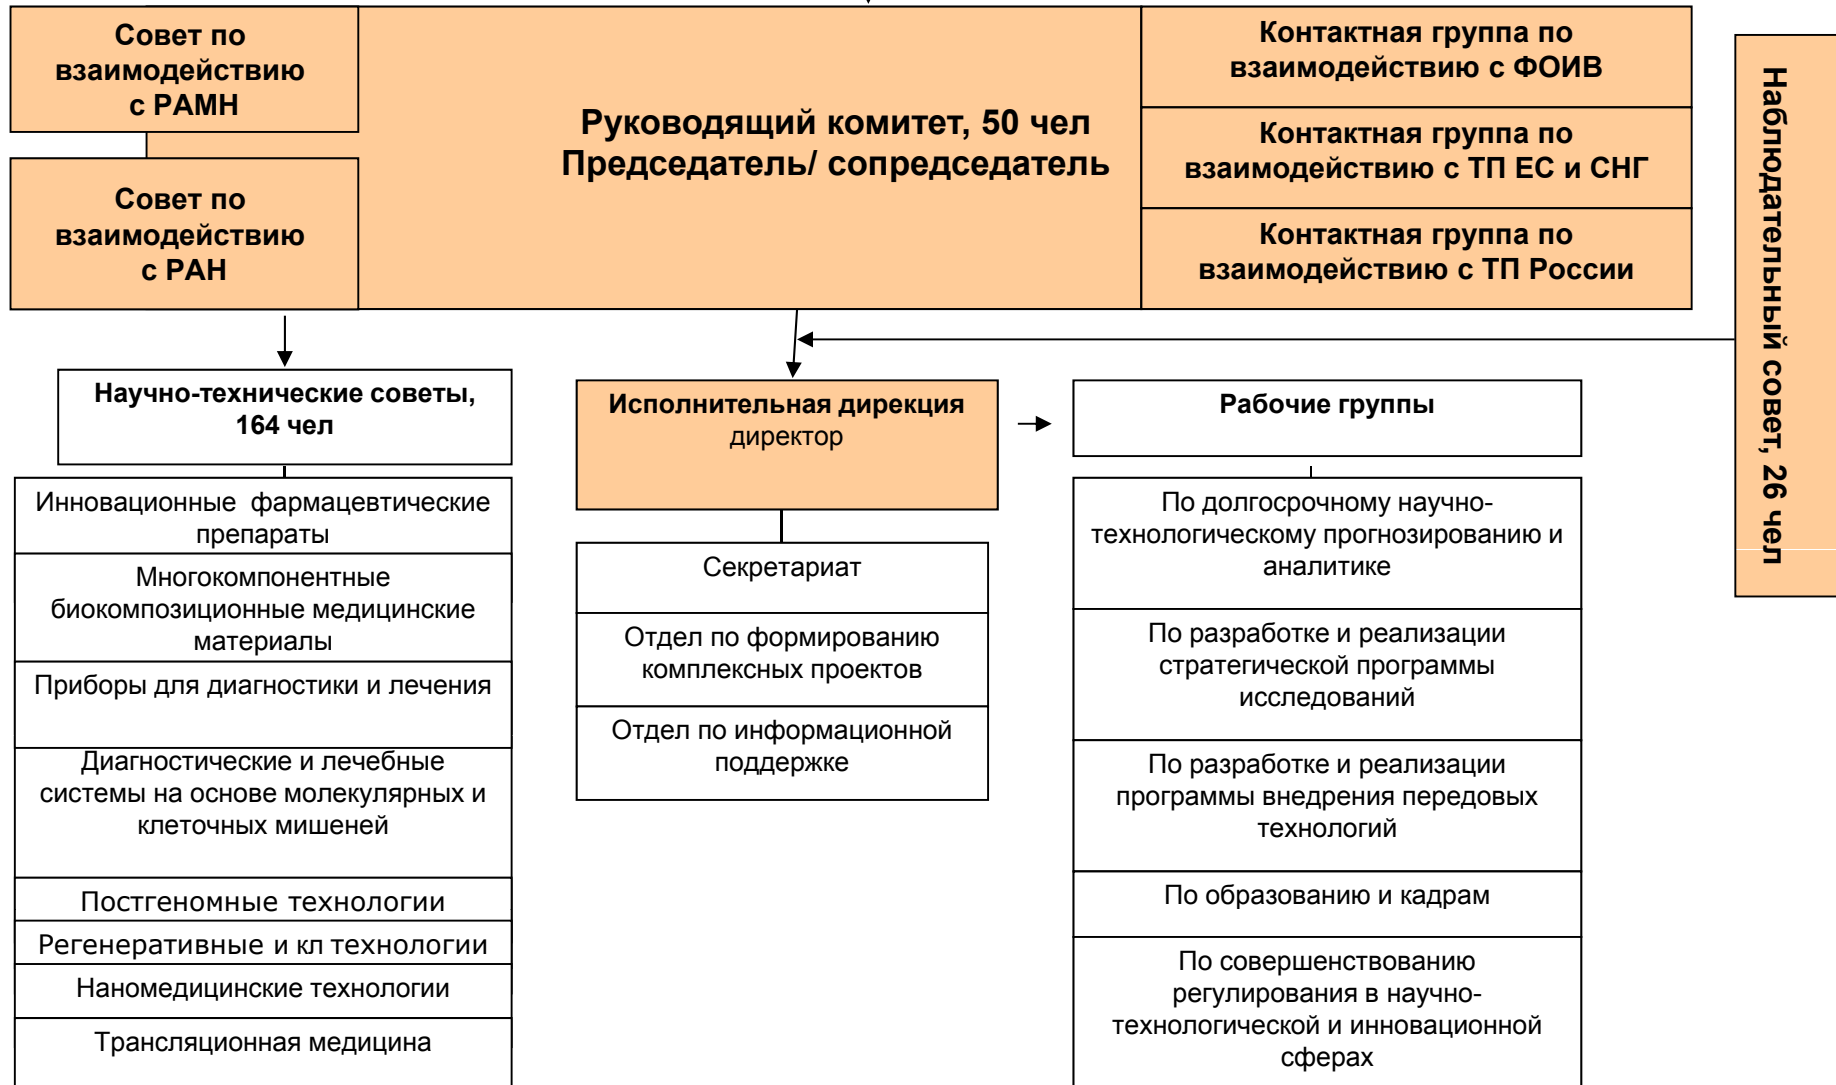 Совет по
взаимодействию
с РАМН
Совет по
взаимодействию
с РАН
Руководящий комитет, 50 чел
Председатель/ сопредседатель
Контактная группа по
взаимодействию с ФОИВ
Контактная группа по
взаимодействию с ТП ЕС и СНГ
Контактная группа по
взаимодействию с ТП России
Наблюдательный совет, 26 чел
Научно-технические советы,
164 чел
Инновационные фармацевтические
препараты
Многокомпонентные
биокомпозиционные медицинские
материалы
Приборы для диагностики и лечения
Диагностические и лечебные
системы на основе молекулярных и
клеточных мишеней
Постгеномные технологии
Регенеративные и кл технологии
Наномедицинские технологии
Трансляционная медицина
Исполнительная дирекция
директор
Секретариат
Отдел по формированию
комплексных проектов
Отдел по информационной
поддержке
Рабочие группы
По долгосрочному научно-
технологическому прогнозированию и
аналитике
По разработке и реализации
стратегической программы
исследований
По разработке и реализации
программы внедрения передовых
технологий
По образованию и кадрам
По совершенствованию
регулирования в научно-
технологической и инновационной
сферах